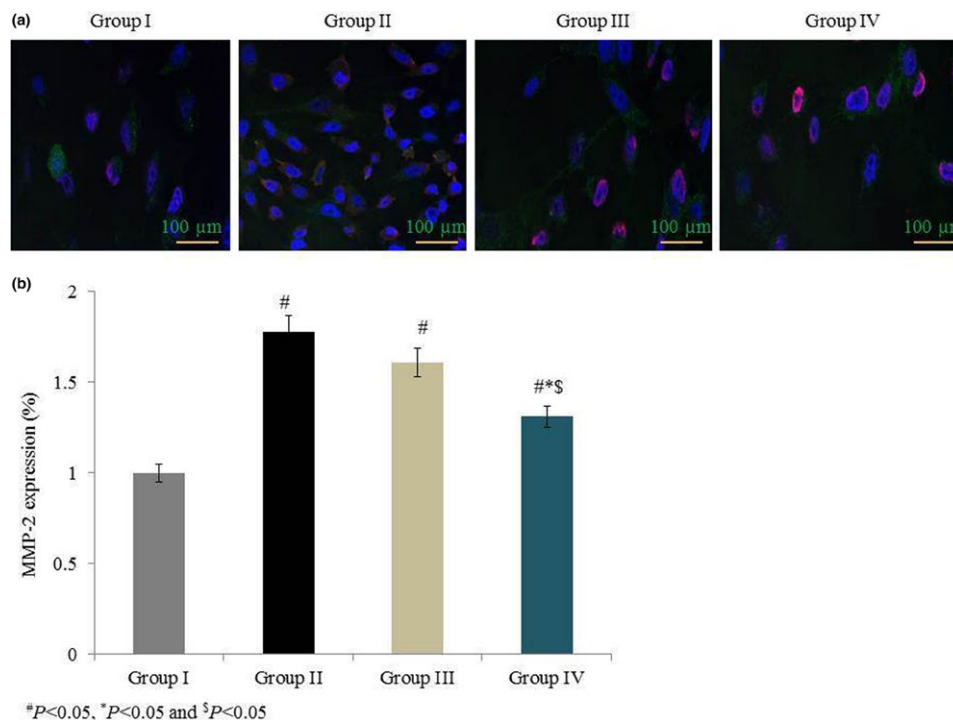 (a)
Group I Group II Group III Group IV
100 µm 100 µm 100 µm 100 µm
(b)
MMP-2 expression (%)
2
1.5
1
0.5
0
#
#
#*$
Group I Group II Group III Group IV
#P<0.05, *P<0.05 and $P<0.05